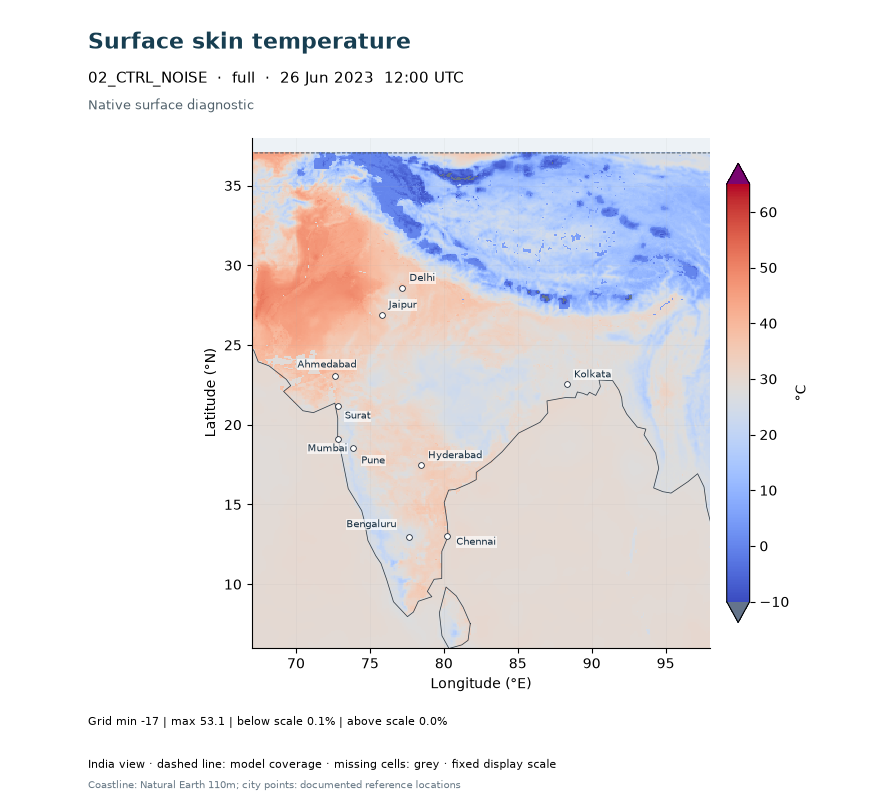 Surface skin temperature
02_CTRL_NOISE · full · 26 Jun 2023 12:00 UTC
Native surface diagnostic
35
30
25
20
15
10
Latitude (°N)
Delhi
Jaipur
Ahmedabad
Kolkata
Surat
Mumbai
Pune
Hyderabad
Bengaluru
Chennai
70 75 80 85 90 95
Longitude (°E)
60
50
40
30
20
10
0
−10
°C
Grid min -17 | max 53.1 | below scale 0.1% | above scale 0.0%
India view · dashed line: model coverage · missing cells: grey · fixed display scale
Coastline: Natural Earth 110m; city points: documented reference locations